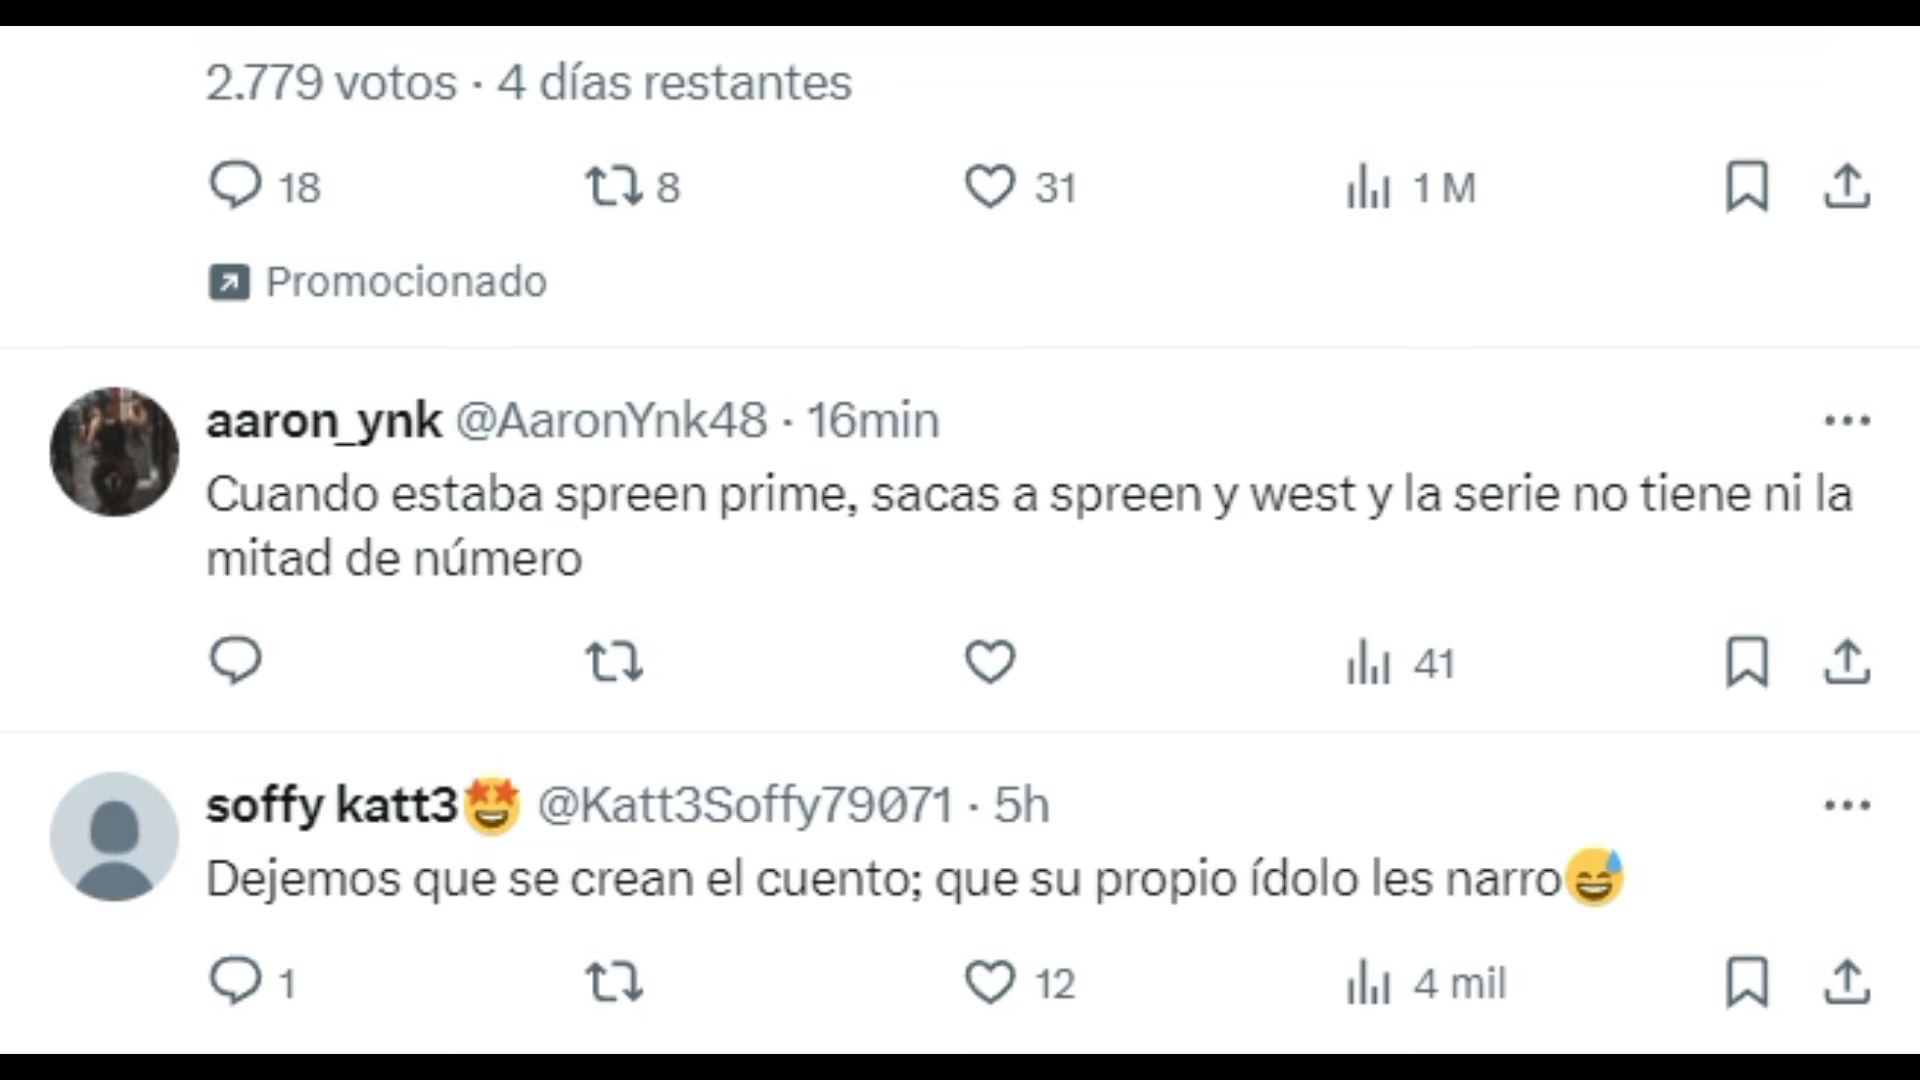 2.779 votos · 4 días restantes
18 8 31 1 M
Promocionado
aaron_ynk @AaronYnk48 · 16min
Cuando estaba spreen prime, sacas a spreen y west y la serie no tiene ni la
mitad de número
41
soffy katt3🤩 @Katt3Soffy79071 · 5h
Dejemos que se crean el cuento; que su propio ídolo les narro😅
1 12 4 mil